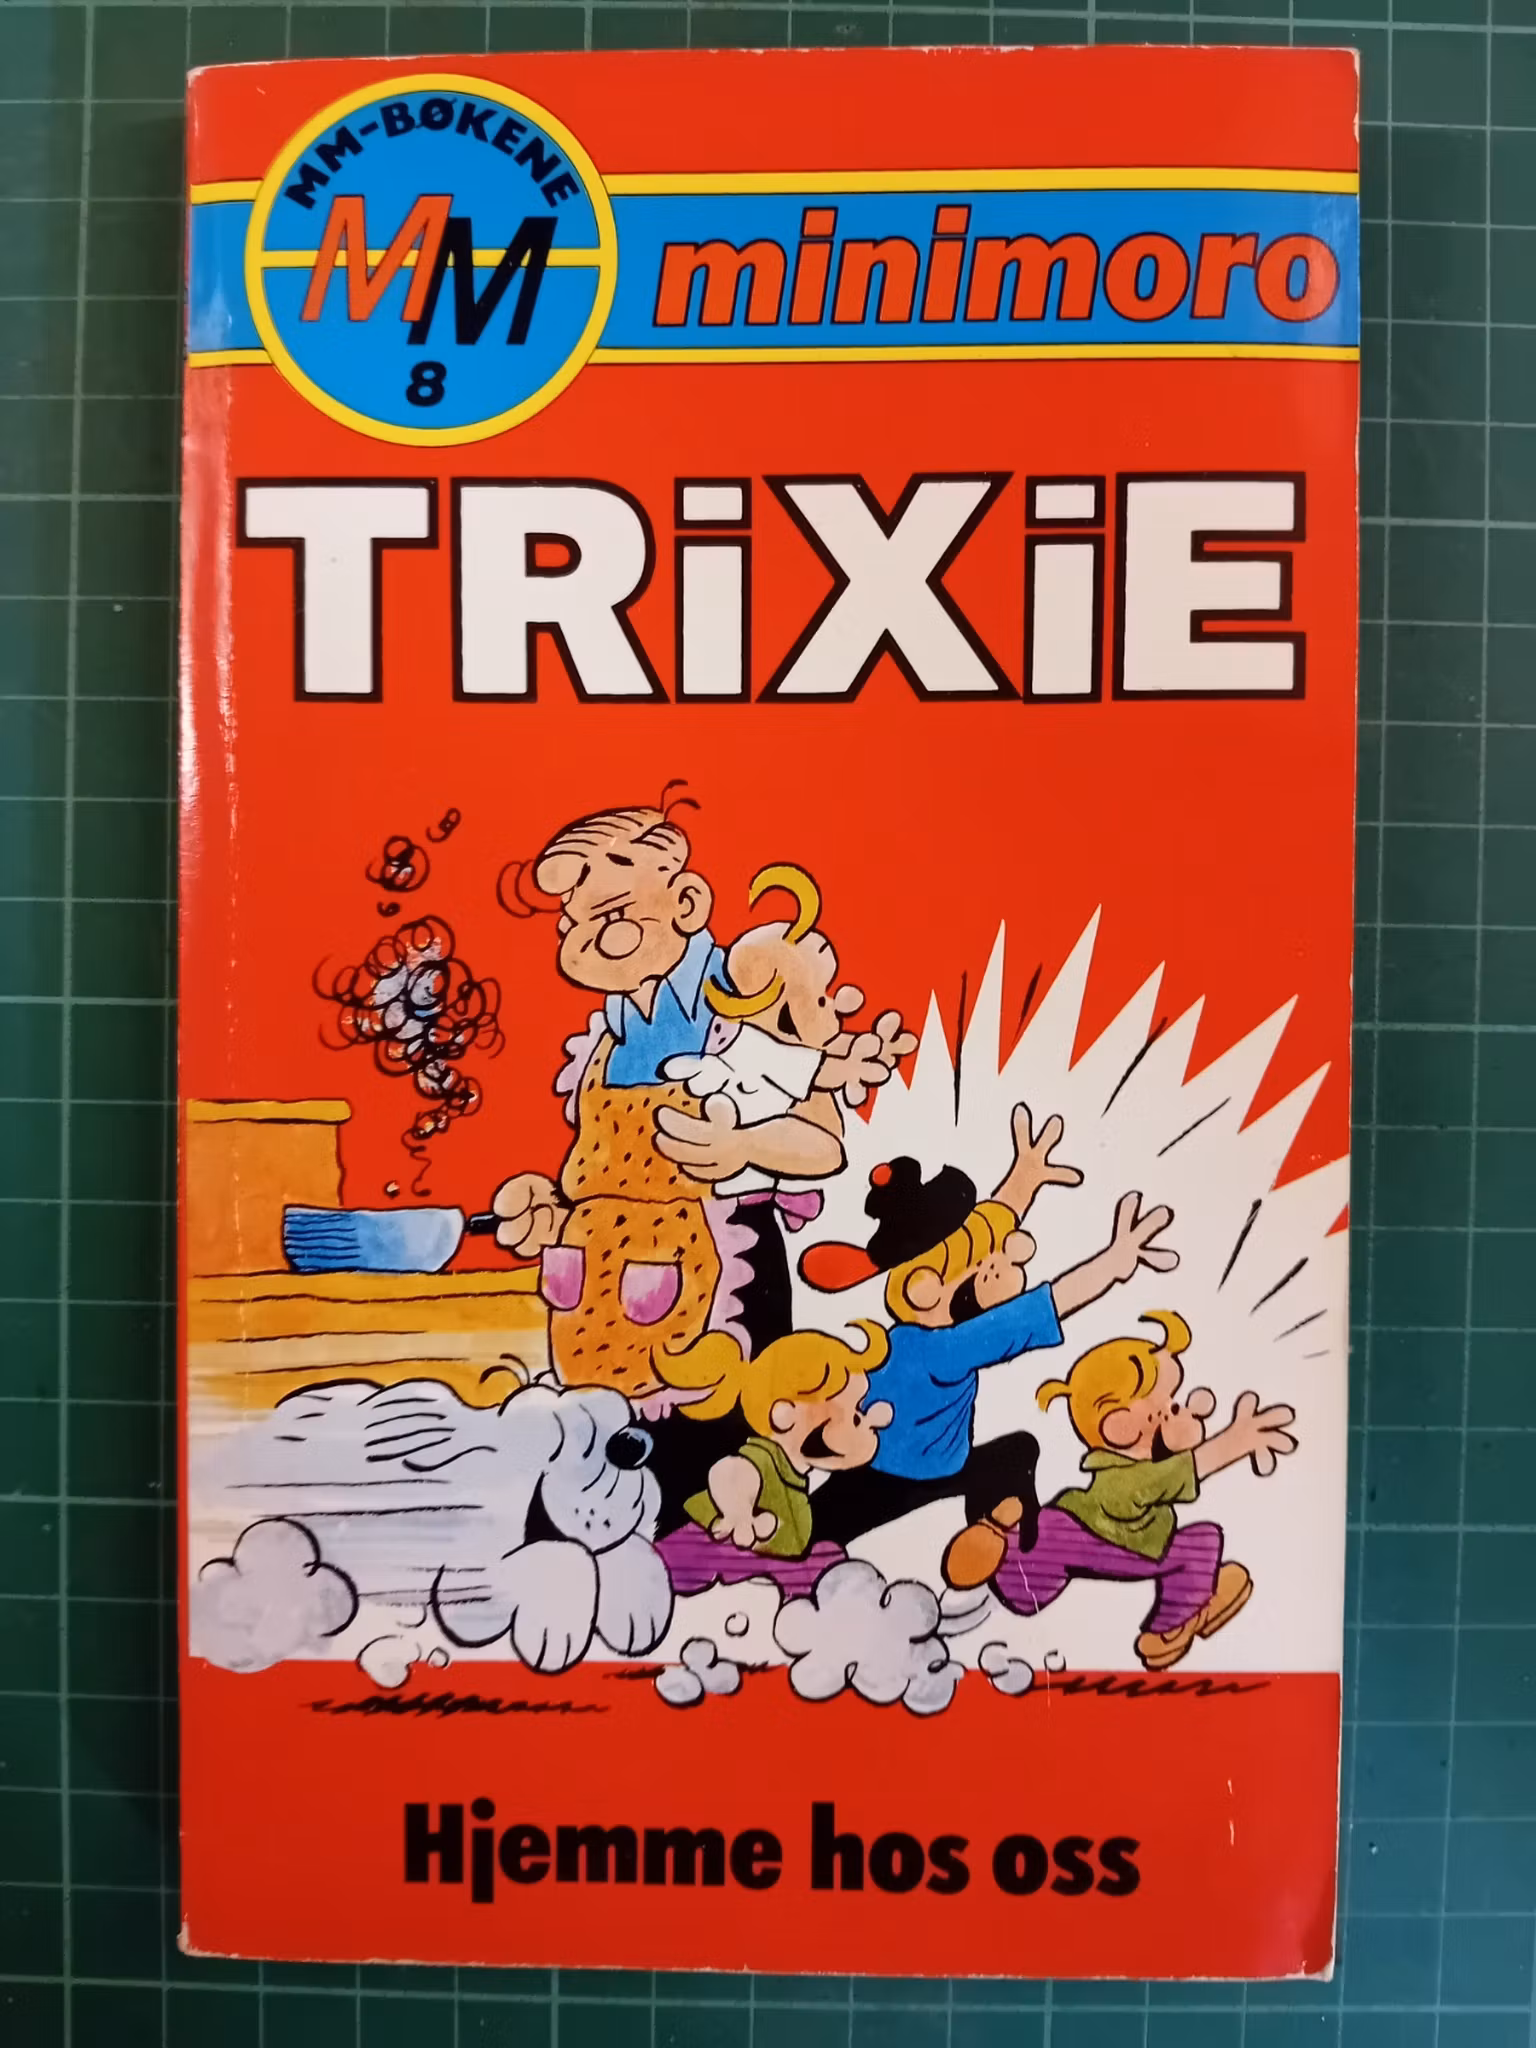 MM-BØKENE
MM
8
minimoro
TRiXiE
Hjemme hos oss